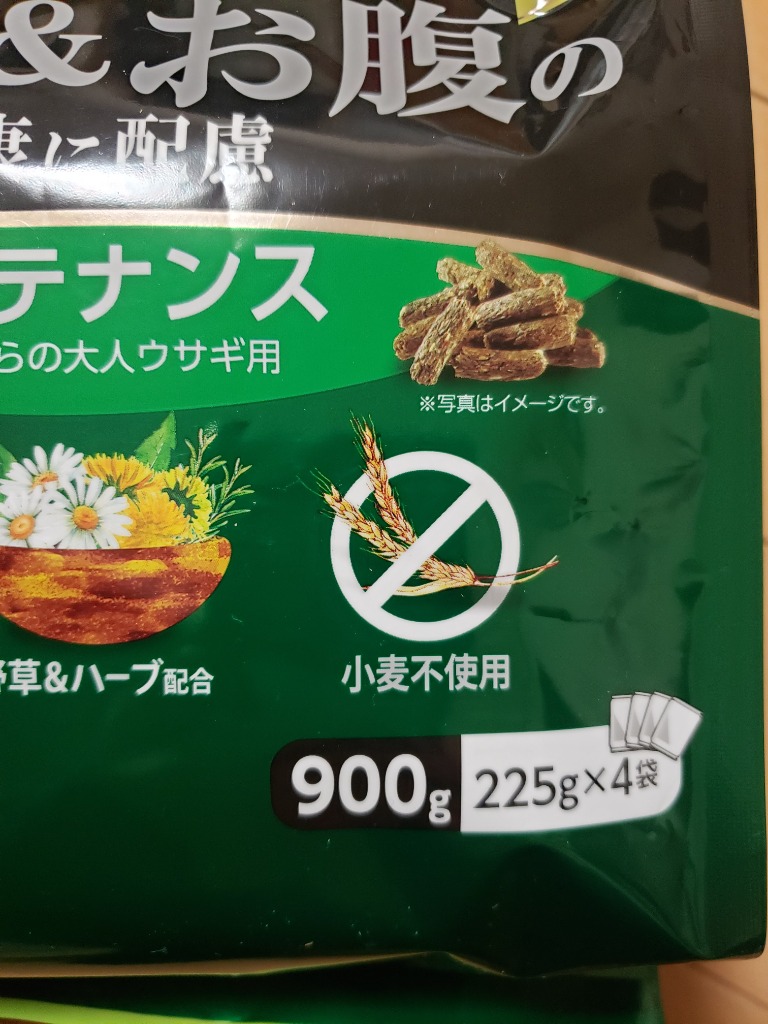 &お腹の
康に配慮
テナンス
らの大人ウサギ用
※写真はイメージです。
野草&ハーブ配合
小麦不使用
900g 225g×4袋